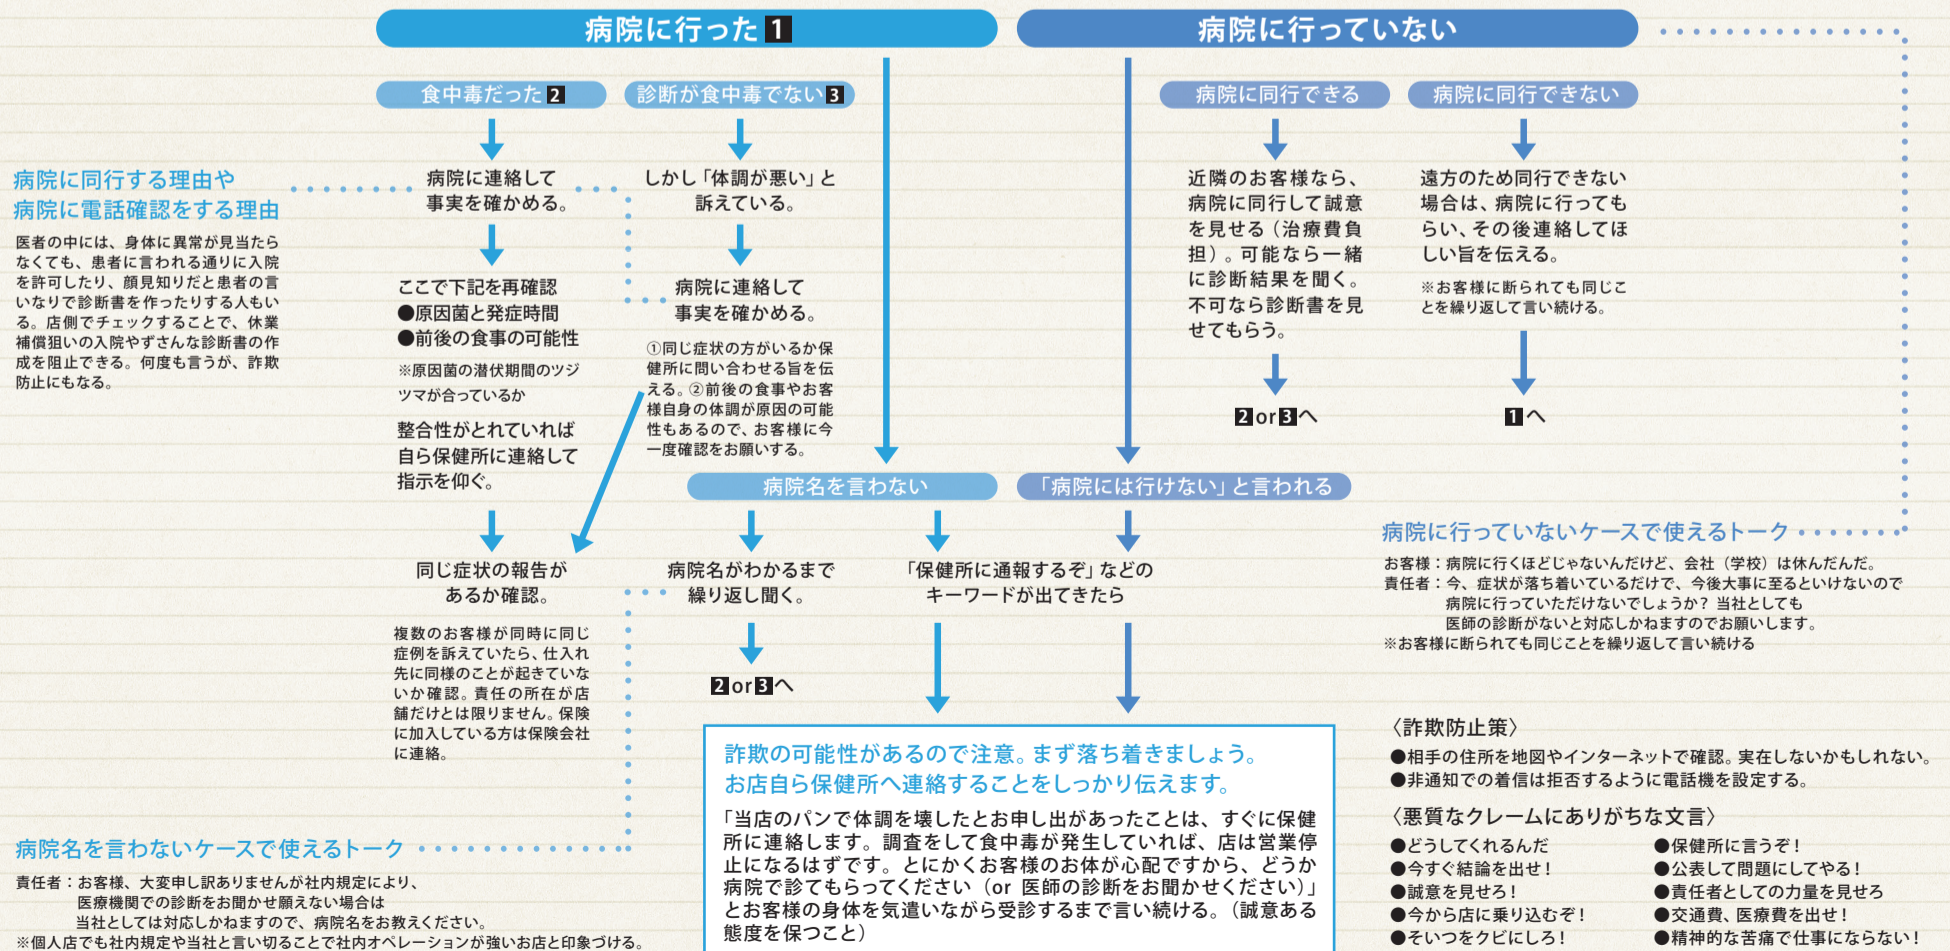 病院に行った 1
病院に行っていない
食中毒だった 2
診断が食中毒でない 3
病院に同行できる
病院に同行できない
病院に同行する理由や
病院に電話確認をする理由
医者の中には、身体に異常が見当たら
なくても、患者に言われる通りに入院
を許可したり、顔見知りだと患者の言
いなりで診断書を作ったりする人もい
る。店側でチェックすることで、休業
補償狙いの入院やずさんな診断書の作
成を阻止できる。何度も言うが、詐欺
防止にもなる。
病院に連絡して
事実を確かめる。
ここで下記を再確認
●原因菌と発症時間
●前後の食事の可能性
※原因菌の潜伏期間のツジ
ツマが合っているか
整合性がとれていれば
自ら保健所に連絡して
指示を仰ぐ。
同じ症状の報告が
あるか確認。
複数のお客様が同時に同じ
症例を訴えていたら、仕入れ
先に同様のことが起きていな
いか確認。責任の所在が店
舗だけとは限りません。保険
に加入している方は保険会社
に連絡。
しかし「体調が悪い」と
訴えている。
病院に連絡して
事実を確かめる。
①同じ症状の方がいるか保
健所に問い合わせる旨を伝
える。②前後の食事やお客
様自身の体調が原因の可能
性もあるので、お客様に今
一度確認をお願いする。
近隣のお客様なら、
病院に同行して誠意
を見せる（治療費負
担）。可能なら一緒
に診断結果を聞く。
不可なら診断書を見
せてもらう。
2or3へ
遠方のため同行できない
場合は、病院に行っても
らい、その後連絡してほ
しい旨を伝える。
※お客様に断られても同じこ
とを繰り返して言い続ける。
1へ
病院名を言わない
「病院には行けない」と言われる
病院名がわかるまで
繰り返し聞く。
2or3へ
「保健所に通報するぞ」などの
キーワードが出てきたら
詐欺の可能性があるので注意。まず落ち着きましょう。
お店自ら保健所へ連絡することをしっかり伝えます。
「当店のパンで体調を壊したとお申し出があったことは、すぐに保健
所に連絡します。調査をして食中毒が発生していれば、店は営業停
止になるはずです。とにかくお客様のお体が心配ですから、どうか
病院で診てもらってください（or 医師の診断をお聞かせください）」
とお客様の身体を気遣いながら受診するまで言い続ける。（誠意ある
態度を保つこと）
病院名を言わないケースで使えるトーク
責任者：お客様、大変申し訳ありませんが社内規定により、
医療機関での診断をお聞かせ願えない場合は
当社としては対応しかねますので、病院名をお教えください。
※個人店でも社内規定や当社と言い切ることで社内オペレーションが強いお店と印象づける。
病院に行っていないケースで使えるトーク
お客様：病院に行くほどじゃないんだけど、会社（学校）は休んだんだ。
責任者：今、症状が落ち着いているだけで、今後大事に至るといけないので
病院に行っていただけないでしょうか？ 当社としても
医師の診断がないと対応しかねますのでお願いします。
※お客様に断られても同じことを繰り返して言い続ける
〈詐欺防止策〉
●相手の住所を地図やインターネットで確認。実在しないかもしれない。
●非通知での着信は拒否するように電話機を設定する。
〈悪質なクレームにありがちな文言〉
●どうしてくれるんだ
●今すぐ結論を出せ！
●誠意を見せろ！
●今から店に乗り込むぞ！
●そいつをクビにしろ！
●保健所に言うぞ！
●公表して問題にしてやる！
●責任者としての力量を見せろ
●交通費、医療費を出せ！
●精神的な苦痛で仕事にならない！